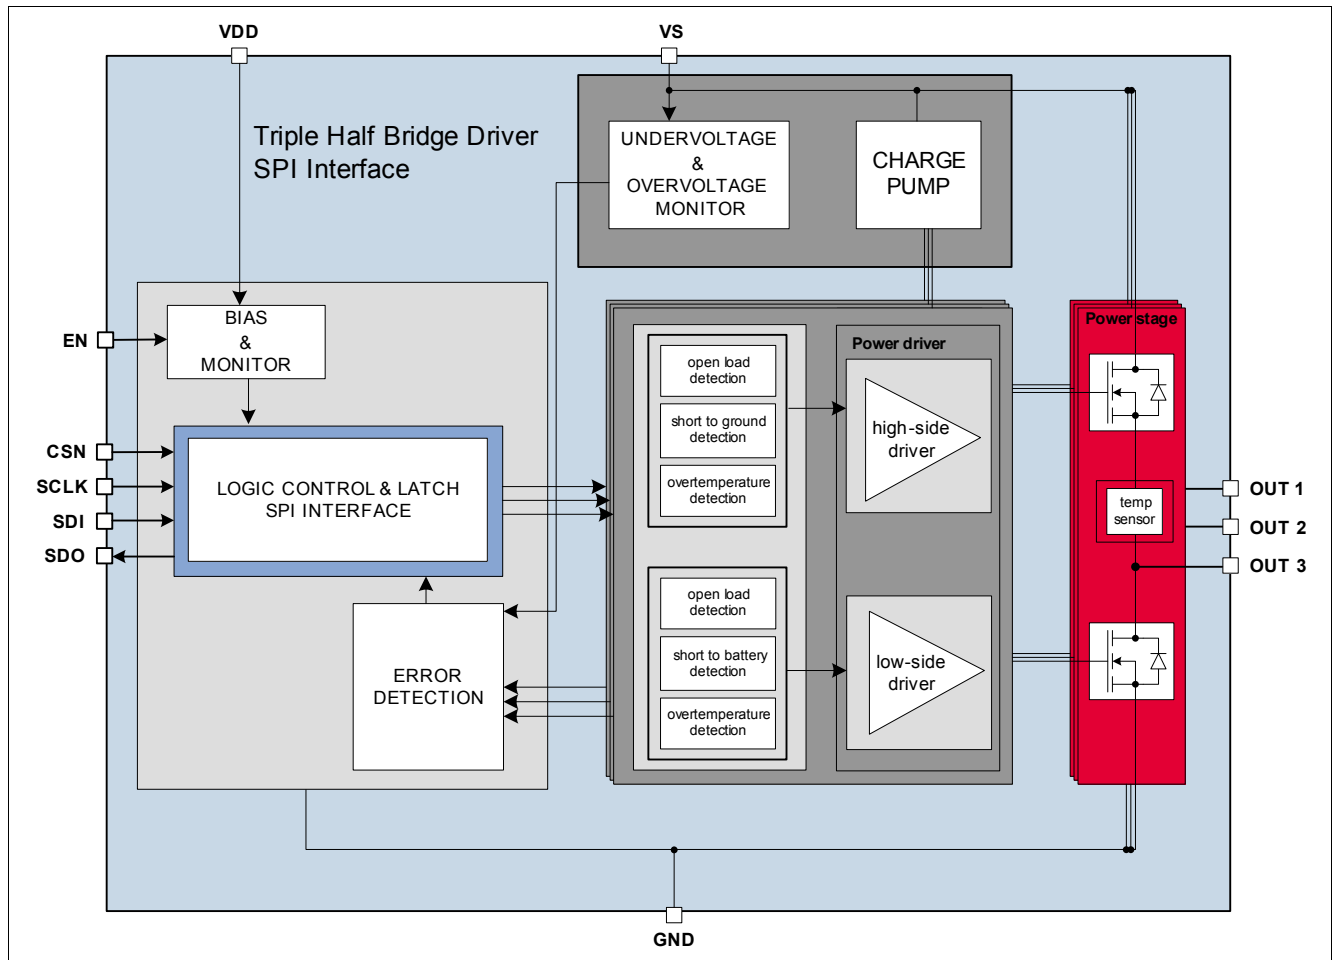 VDD
VS
Triple Half Bridge Driver
SPI Interface
UNDERVOLTAGE
&
OVERVOLTAGE
MONITOR
CHARGE
PUMP
EN
BIAS
&
MONITOR
CSN
SCLK
SDI
SDO
LOGIC CONTROL & LATCH
SPI INTERFACE
ERROR
DETECTION
open load
detection
short to ground
detection
overtemperature
detection
open load
detection
short to battery
detection
overtemperature
detection
Power driver
high-side
driver
low-side
driver
Power stage
temp
sensor
OUT 1
OUT 2
OUT 3
GND